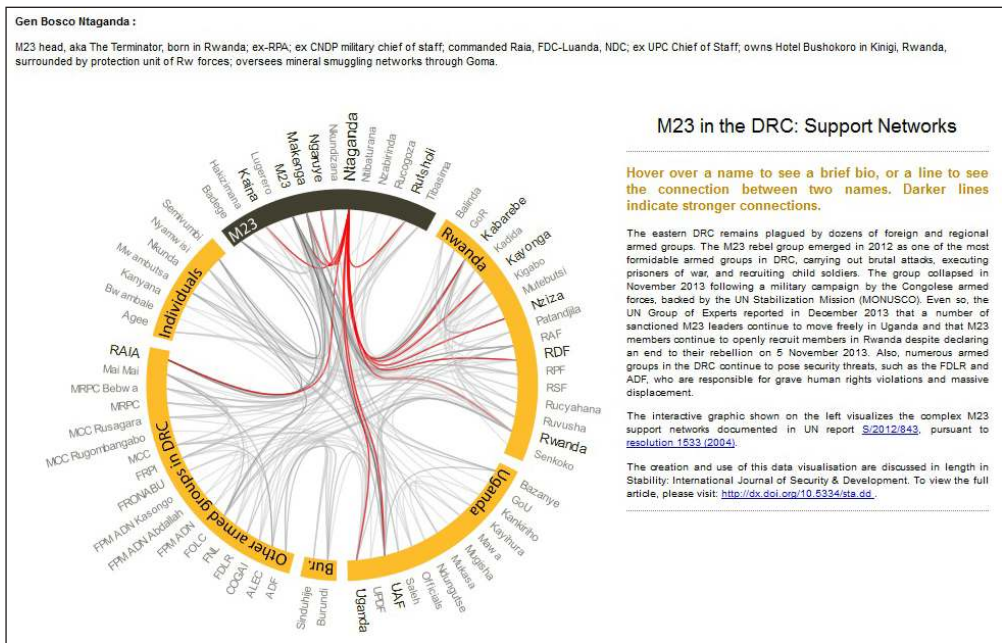 Gen Bosco Ntaganda :
M23 head, aka The Terminator, born in Rwanda; ex-RPA; ex CNDP military chief of staff; commanded Raia, FDC-Luanda, NDC; ex UPC Chief of Staff; owns Hotel Bushokoro in Kinigi, Rwanda,
surrounded by protection unit of Rw forces; oversees mineral smuggling networks through Goma.
M23
Badege
Hakizimana
Kaina
Lugerero
M23
Makenga
Ngaruye
Nkundizana
Ntaganda
Ntibaturana
Nzabirinda
Rucogoza
Rutsholi
Tibasima
Rwanda
Balinda
GoR
Kabarebe
Kadida
Kayonga
Kigabo
Mutebutsi
Nziza
Patandjila
RAF
RDF
RPF
RSF
Rucyahana
Ruvusha
Rwanda
Senkoko
Uganda
Bazanye
GoU
Kankiriho
Kayinura
Mawa
Mugisha
Mukasa
Ndungutse
Officials
Saleh
UAF
UPDF
Uganda
Bur.
Burundi
Sinduhije
Other armed groups in DRC
ADF
ALEC
COGAI
FDLR
FNL
FOLC
FPM ADN
FPM ADN Abdallah
FPM ADN Kasongo
FRONABU
FRPI
MCC
MCC Rugombangabo
MCC Rusagara
MRPC
MRPC Bebwa
Mai Mai
RAIA
Individuals
Agee
Bwambale
Kanyana
Mwambutsa
Nkunda
Nyamwisi
Semivumbi
M23 in the DRC: Support Networks
Hover over a name to see a brief bio, or a line to see
the connection between two names. Darker lines
indicate stronger connections.
The eastern DRC remains plagued by dozens of foreign and regional
armed groups. The M23 rebel group emerged in 2012 as one of the most
formidable armed groups in DRC, carrying out brutal attacks, executing
prisoners of war, and recruiting child soldiers. The group collapsed in
November 2013 following a military campaign by the Congolese armed
forces, backed by the UN Stabilization Mission (MONUSCO). Even so, the
UN Group of Experts reported in December 2013 that a number of
sanctioned M23 leaders continue to move freely in Uganda and that M23
members continue to openly recruit members in Rwanda despite declaring
an end to their rebellion on 5 November 2013. Also, numerous armed
groups in the DRC continue to pose security threats, such as the FDLR and
ADF, who are responsible for grave human rights violations and massive
displacement.
The interactive graphic shown on the left visualizes the complex M23
support networks documented in UN report S/2012/843, pursuant to
resolution 1533 (2004).
The creation and use of this data visualisation are discussed in length in
Stability: International Journal of Security & Development. To view the full
article, please visit: http://dx.doi.org/10.5334/sta.dd .